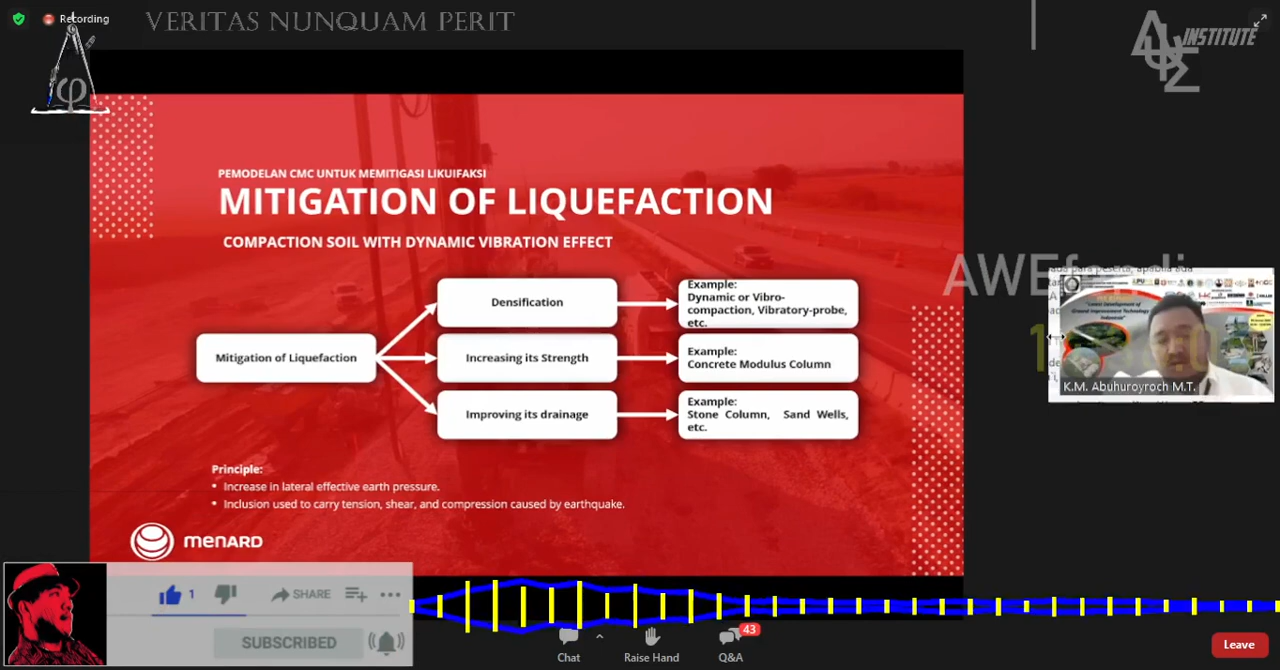 Recording
VERITAS NUNQUAM PERIT
INSTITUTE
PEMODELAN CMC UNTUK MEMITIGASI LIKUIFAKSI
MITIGATION OF LIQUEFACTION
COMPACTION SOIL WITH DYNAMIC VIBRATION EFFECT
Mitigation of Liquefaction
Densification
Example:
Dynamic or Vibro-
compaction, Vibratory-probe,
etc.
Increasing its Strength
Example:
Concrete Modulus Column
Improving its drainage
Example:
Stone Column, Sand Wells,
etc.
Principle:
• Increase in lateral effective earth pressure.
• Inclusion used to carry tension, shear, and compression caused by earthquake.
menard
K.M. Abuhuroyroch M.T.
1
SHARE
SUBSCRIBED
Chat
Raise Hand
Q&A
43
Leave